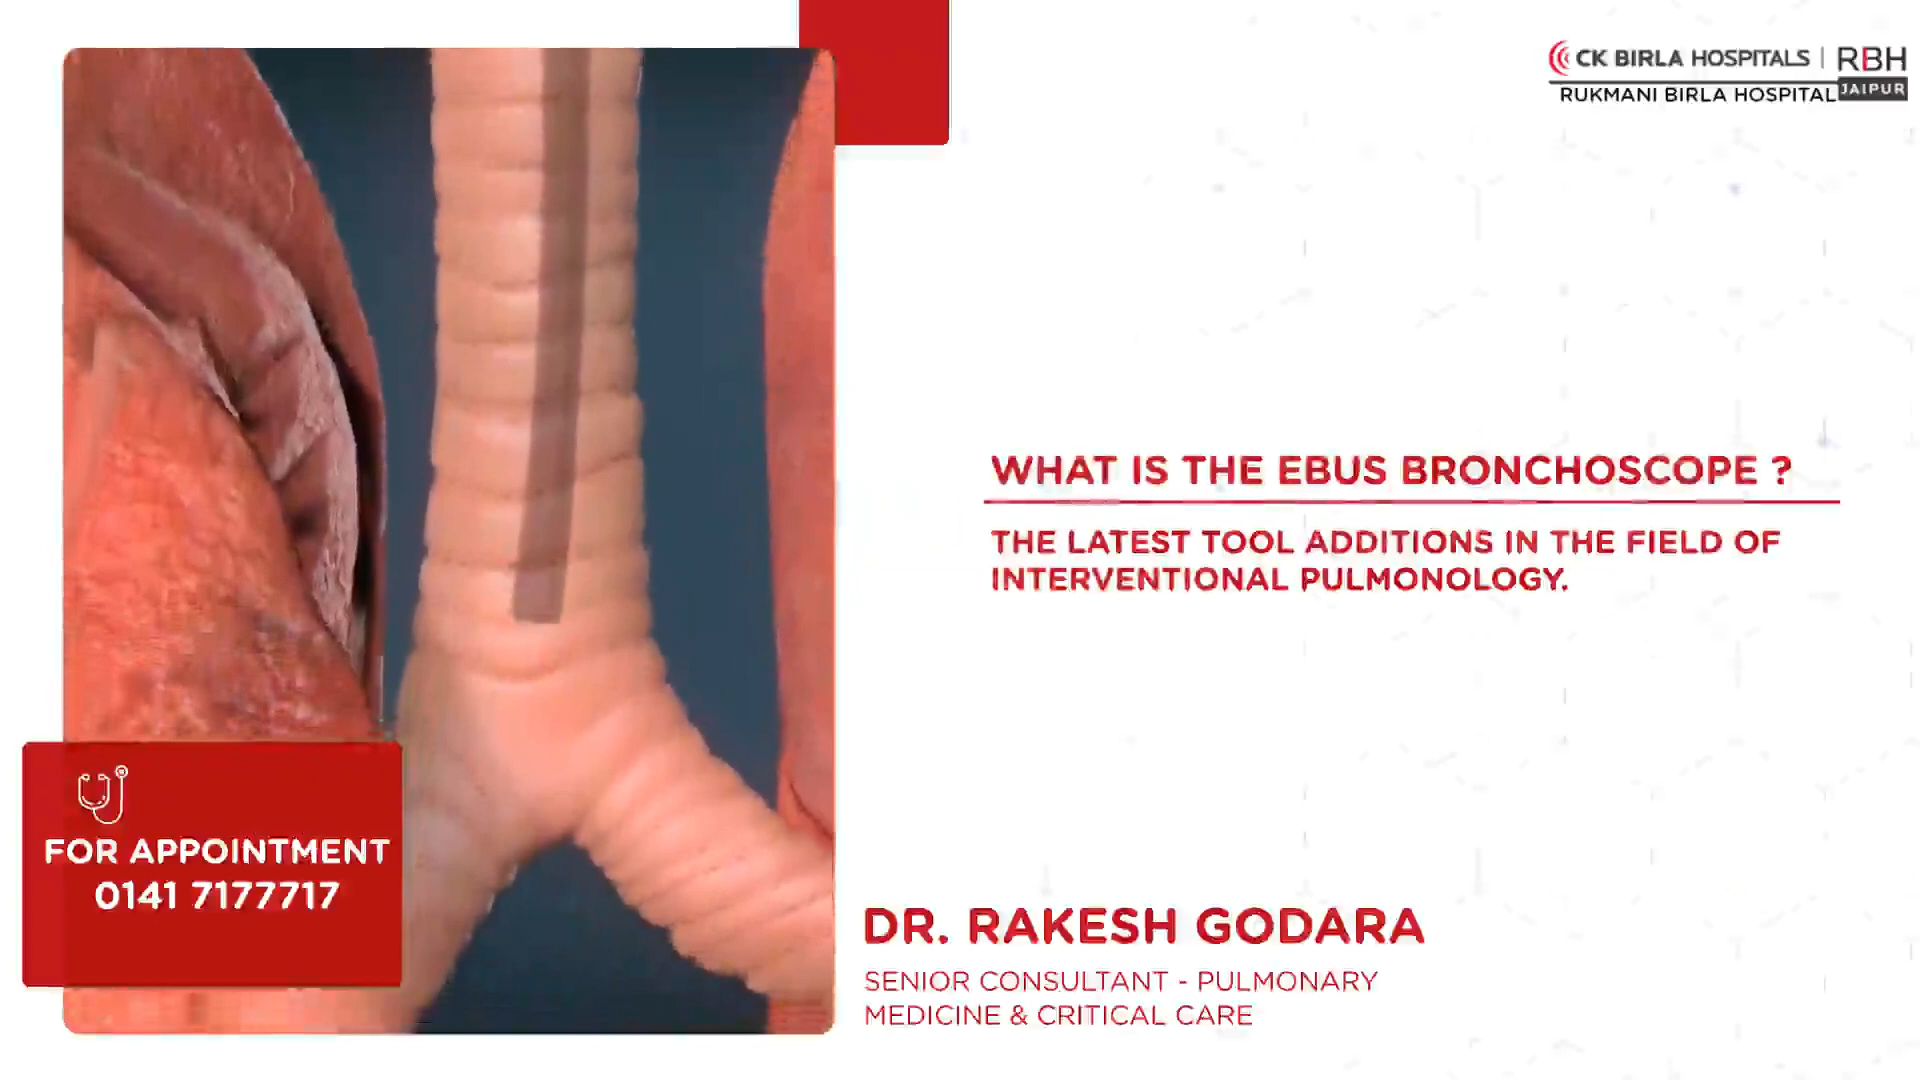 CK BIRLA HOSPITALS | RBH
RUKMANI BIRLA HOSPITAL JAIPUR
WHAT IS THE EBUS BRONCHOSCOPE ?
THE LATEST TOOL ADDITIONS IN THE FIELD OF
INTERVENTIONAL PULMONOLOGY.
FOR APPOINTMENT
0141 7177717
DR. RAKESH GODARA
SENIOR CONSULTANT - PULMONARY
MEDICINE & CRITICAL CARE